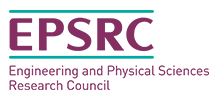 EPSRC
Engineering and Physical Sciences
Research Council